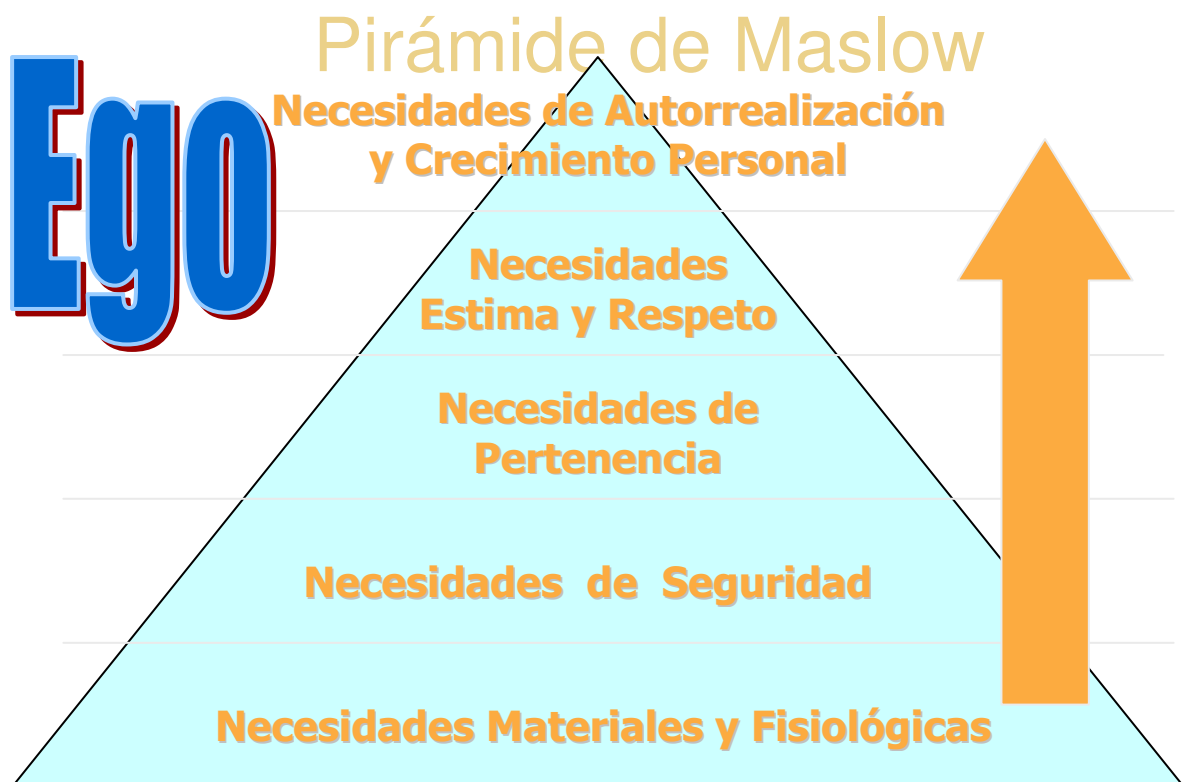 Pirámide de Maslow
Ego
Necesidades de Autorrealización
y Crecimiento Personal
Necesidades
Estima y Respeto
Necesidades de
Pertenencia
Necesidades de Seguridad
Necesidades Materiales y Fisiológicas